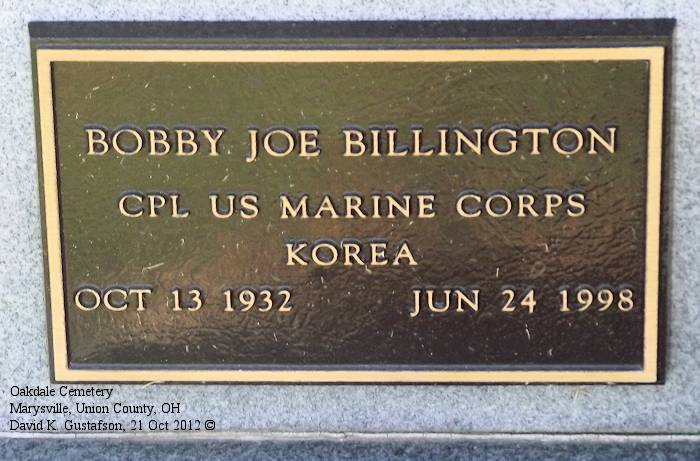 BOBBY JOE BILLINGTON
CPL US MARINE CORPS
KOREA
OCT 13 1932 JUN 24 1998
Oakdale Cemetery
Marysville, Union County, OH
David K. Gustafson, 21 Oct 2012 ©